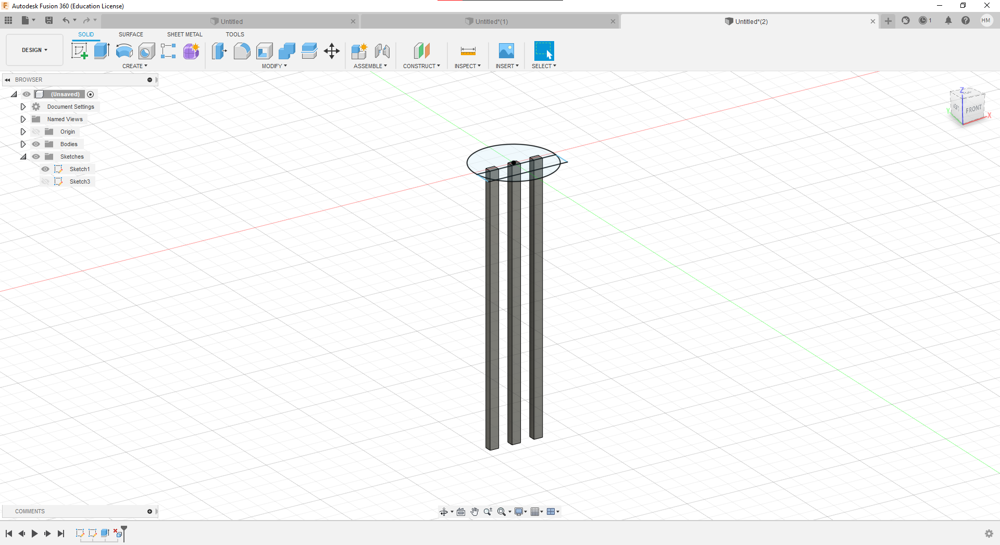 Autodesk Fusion 360 (Education License)
Untitled
Untitled*(1)
Untitled*(2)
1
HM
DESIGN
SOLID
SURFACE
SHEET METAL
TOOLS
CREATE
MODIFY
ASSEMBLE
CONSTRUCT
INSPECT
INSERT
SELECT
BROWSER
(Unsaved)
Document Settings
Named Views
Origin
Bodies
Sketches
Sketch1
Sketch3
Z
FRONT
Y
X
COMMENTS